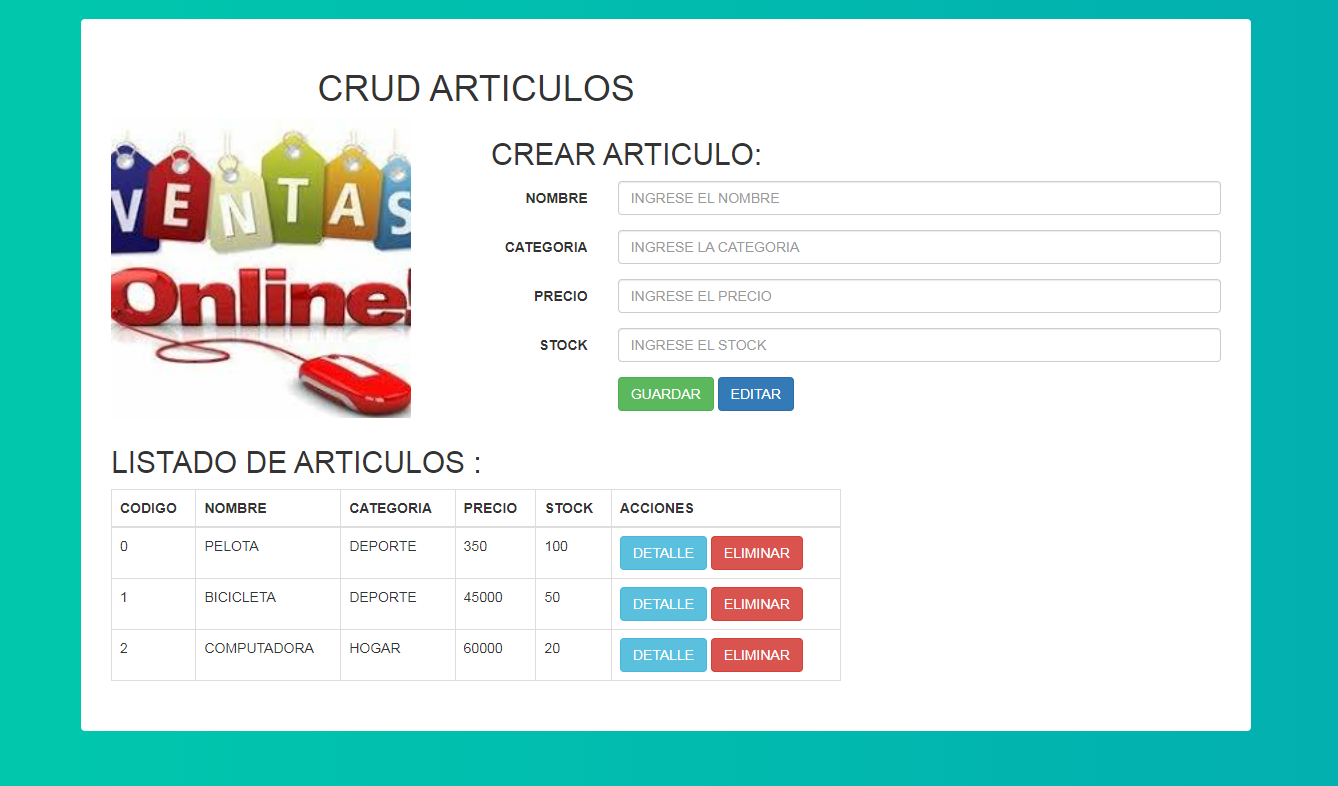 CRUD ARTICULOS
VENTAS
Online!
CREAR ARTICULO:
NOMBRE INGRESE EL NOMBRE
CATEGORIA INGRESE LA CATEGORIA
PRECIO INGRESE EL PRECIO
STOCK INGRESE EL STOCK
GUARDAR EDITAR
LISTADO DE ARTICULOS :
CODIGO NOMBRE CATEGORIA PRECIO STOCK ACCIONES
0 PELOTA DEPORTE 350 100 DETALLE ELIMINAR
1 BICICLETA DEPORTE 45000 50 DETALLE ELIMINAR
2 COMPUTADORA HOGAR 60000 20 DETALLE ELIMINAR